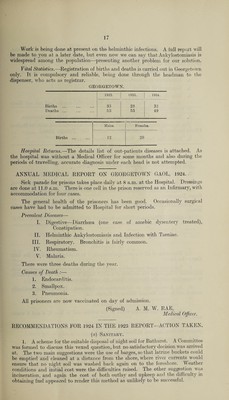 17
Work is being done at present on the helminthic infections. A full report will
be made to you at a later date, but even now we can say that Ankylostomiasis is
widespread among the population—presenting another problem for our solution.
Vital Statistics.—Registration of births and deaths is carried out in Georgetown
only. It is compulsory and reliable, being done through the headman to the
dispenser, who acts as registrar.
GEORGETOWN.
Births
Deaths
Males. Females.
Births
Hospital Returns.—The details list of out-patients diseases is attached. As
the hospital was without a Medical Officer for some months and also during the
periods of travelling, accurate diagnosis under each head is not attempted.
ANNUAL MEDICAL REPORT ON GEORGETOWN GAOL, 1924.
Sick parade for prisons takes place daily at 8 a.m. at the Hospital. Dressings
are done at 11.0 a.m. There is one cell in the prison reserved as an Infirmary, with
accommodation for four cases.
The general health of the prisoners has been good. Occasionally surgical
cases have had to be admitted to Hospital for short periods.
Prevalent Diseases—
I. Digestive—Diarrhœa (one case of amœbic dysentery treated),
Constipation.
II. Helminthic Ankylostomiasis and Infection with Taeniae.
III. Respiratory. Bronchitis is fairly common.
IV. Rheumatism.
V. Malaria.
There were three deaths during the year.
Causes of Death:—
1. Endocarditis.
2. Smallpox.
3. Pneumonia.
All prisoners are now vaccinated on day of admission.
(Signed) A. M. W. RAE,
Medical Officer.
RECOMMENDATIONS FOR 1924 IN THE 1923 REPORT—ACTION TAKEN.
(c) SANITARY.
1. A scheme for the suitable disposal of night soil for Bathurst. A Committee
was formed to discuss this vexed question, but no satisfactory decision was arrived
at. The two main suggestions were the use of barges, so that latrine buckets could
be emptied and cleansed at a distance from the shore, where river currents would
ensure that no night soil was washed back again on to the foreshore. Weather
conditions and initial cost were the difficulties raised. The other suggestion was
incineration, and again the cost of both outlay and upkeep and the difficulty in
obtaining fuel appeared to render this method as unlikely to be successful.